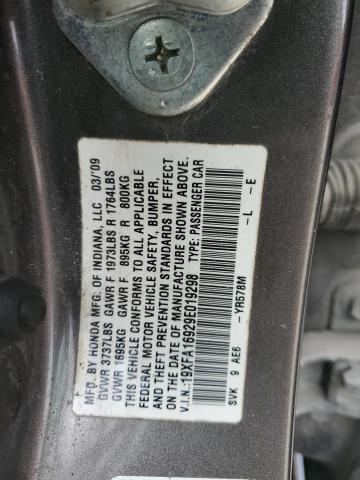 MFD. BY HONDA MFG. OF INDIANA, LLC 03/'09
GVWR 3737LBS GAWR F 1973LBS R 1764LBS
GVWR 1695KG GAWR F 895KG R 800KG
THIS VEHICLE CONFORMS TO ALL APPLICABLE
FEDERAL MOTOR VEHICLE SAFETY, BUMPER,
AND THEFT PREVENTION STANDARDS IN EFFECT
ON THE DATE OF MANUFACTURE SHOWN ABOVE.
V.I.N.:19XFA16929E019298 TYPE: PASSENGER CAR
SVK 9 AE6 -YR578M -L -E